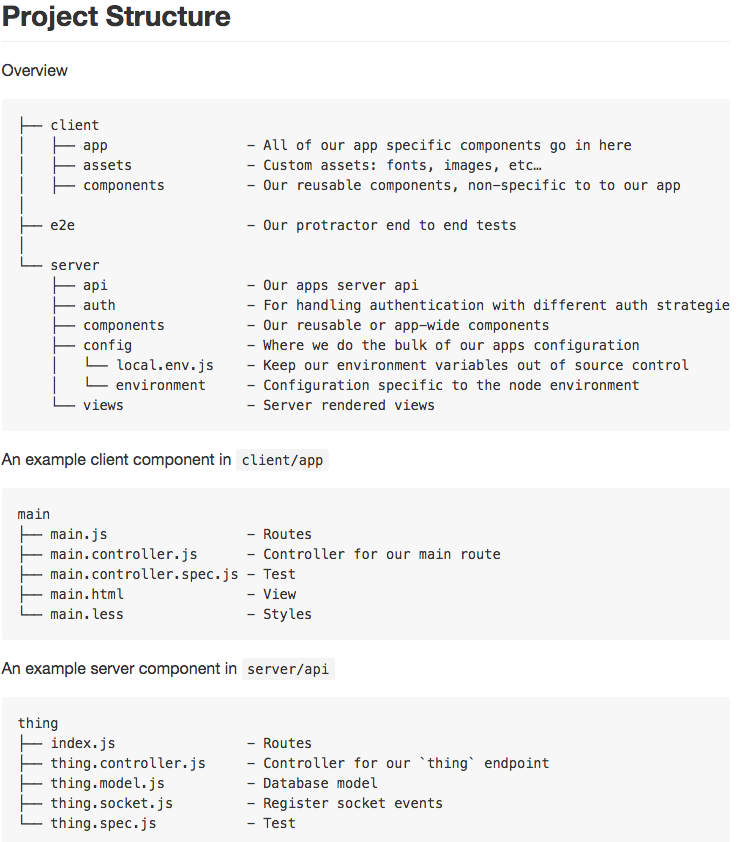 Project Structure
Overview
├── client
│   ├── app                 - All of our app specific components go in here
│   ├── assets              - Custom assets: fonts, images, etc…
│   ├── components          - Our reusable components, non-specific to to our app
│
├── e2e                     - Our protractor end to end tests
│
└── server
    ├── api                 - Our apps server api
    ├── auth                - For handling authentication with different auth strategie
    ├── components          - Our reusable or app-wide components
    ├── config              - Where we do the bulk of our apps configuration
    │   └── local.env.js    - Keep our environment variables out of source control
    │   └── environment     - Configuration specific to the node environment
    └── views               - Server rendered views
An example client component in client/app
main
├── main.js                 - Routes
├── main.controller.js      - Controller for our main route
├── main.controller.spec.js - Test
├── main.html               - View
└── main.less               - Styles
An example server component in server/api
thing
├── index.js                - Routes
├── thing.controller.js     - Controller for our `thing` endpoint
├── thing.model.js          - Database model
├── thing.socket.js         - Register socket events
└── thing.spec.js           - Test